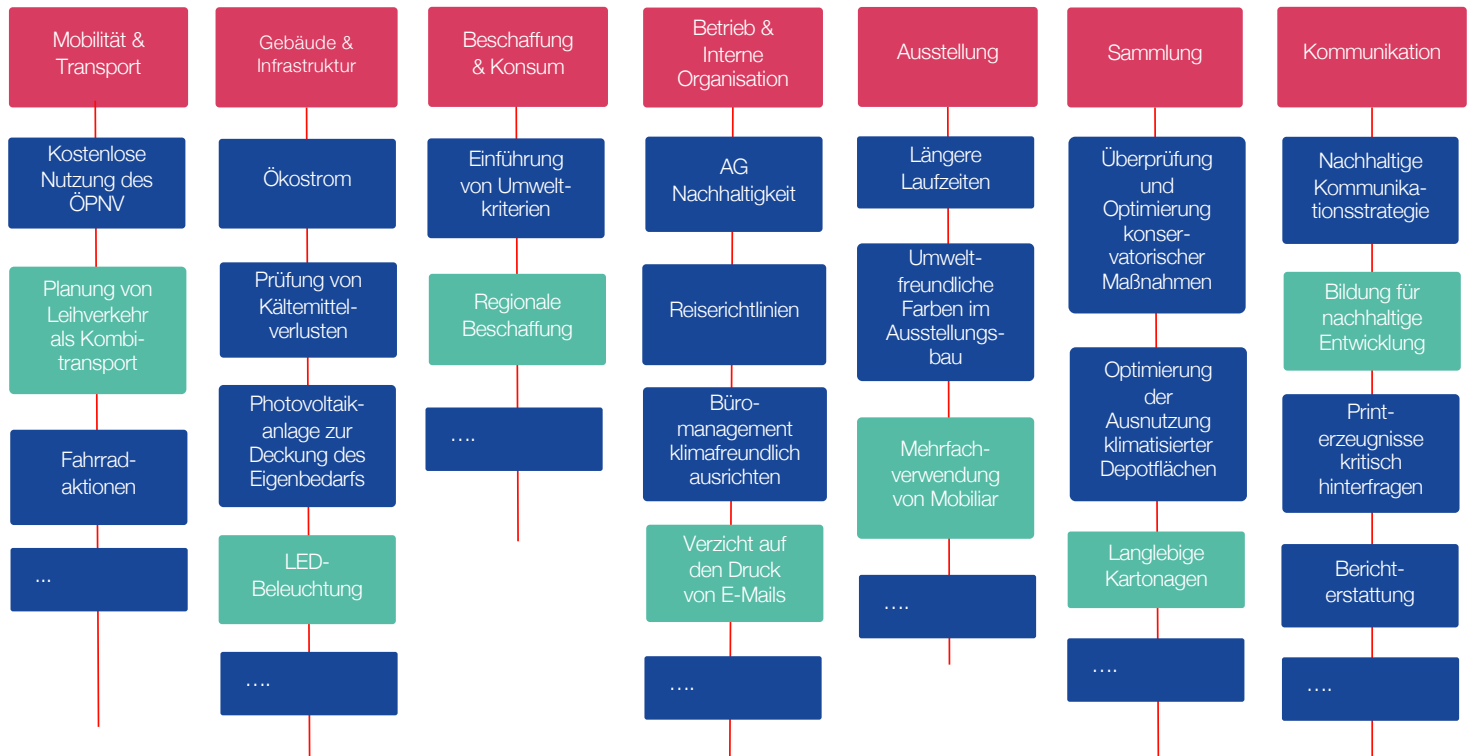 Mobilität &
Transport
Kostenlose
Nutzung des
ÖPNV
Planung von
Leihverkehr
als Kombi-
transport
Fahrrad-
aktionen
...
Gebäude &
Infrastruktur
Ökostrom
Prüfung von
Kältemittel-
verlusten
Photovoltaik-
anlage zur
Deckung des
Eigenbedarfs
LED-
Beleuchtung
....
Beschaffung
& Konsum
Einführung
von Umwelt-
kriterien
Regionale
Beschaffung
....
Betrieb &
Interne
Organisation
AG
Nachhaltigkeit
Reiserichtlinien
Büro-
management
klimafreundlich
ausrichten
Verzicht auf
den Druck
von E-Mails
....
Ausstellung
Längere
Laufzeiten
Umwelt-
freundliche
Farben im
Ausstellungs-
bau
Mehrfach-
verwendung
von Mobiliar
....
Sammlung
Überprüfung
und
Optimierung
konser-
vatorischer
Maßnahmen
Optimierung
der
Ausnutzung
klimatisierter
Depotflächen
Langlebige
Kartonagen
....
Kommunikation
Nachhaltige
Kommunika-
tionsstrategie
Bildung für
nachhaltige
Entwicklung
Print-
erzeugnisse
kritisch
hinterfragen
Bericht-
erstattung
....